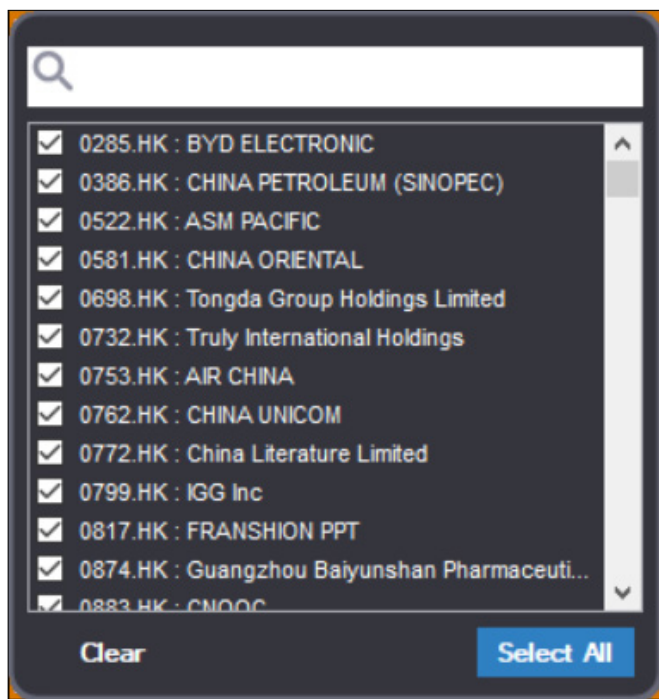 0285.HK : BYD ELECTRONIC
0386.HK : CHINA PETROLEUM (SINOPEC)
0522.HK : ASM PACIFIC
0581.HK : CHINA ORIENTAL
0698.HK : Tongda Group Holdings Limited
0732.HK : Truly International Holdings
0753.HK : AIR CHINA
0762.HK : CHINA UNICOM
0772.HK : China Literature Limited
0799.HK : IGG Inc
0817.HK : FRANSHION PPT
0874.HK : Guangzhou Baiyunshan Pharmaceuti...
0883.HK : CNOOC
Clear Select All